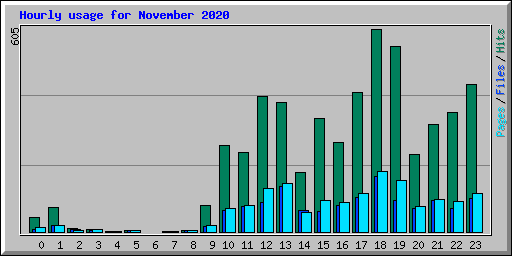 Hourly usage for November 2020
605
Pages / Files / Hits
0 1 2 3 4 5 6 7 8 9 10 11 12 13 14 15 16 17 18 19 20 21 22 23